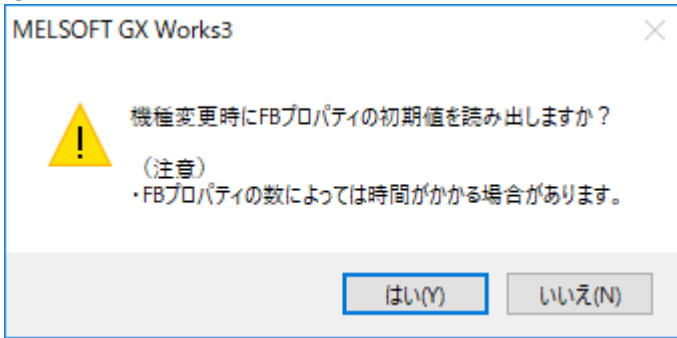 MELSOFT GX Works3
機種変更時にFBプロパティの初期値を読み出しますか？
（注意）
・FBプロパティの数によっては時間がかかる場合があります。
はい(Y)
いいえ(N)